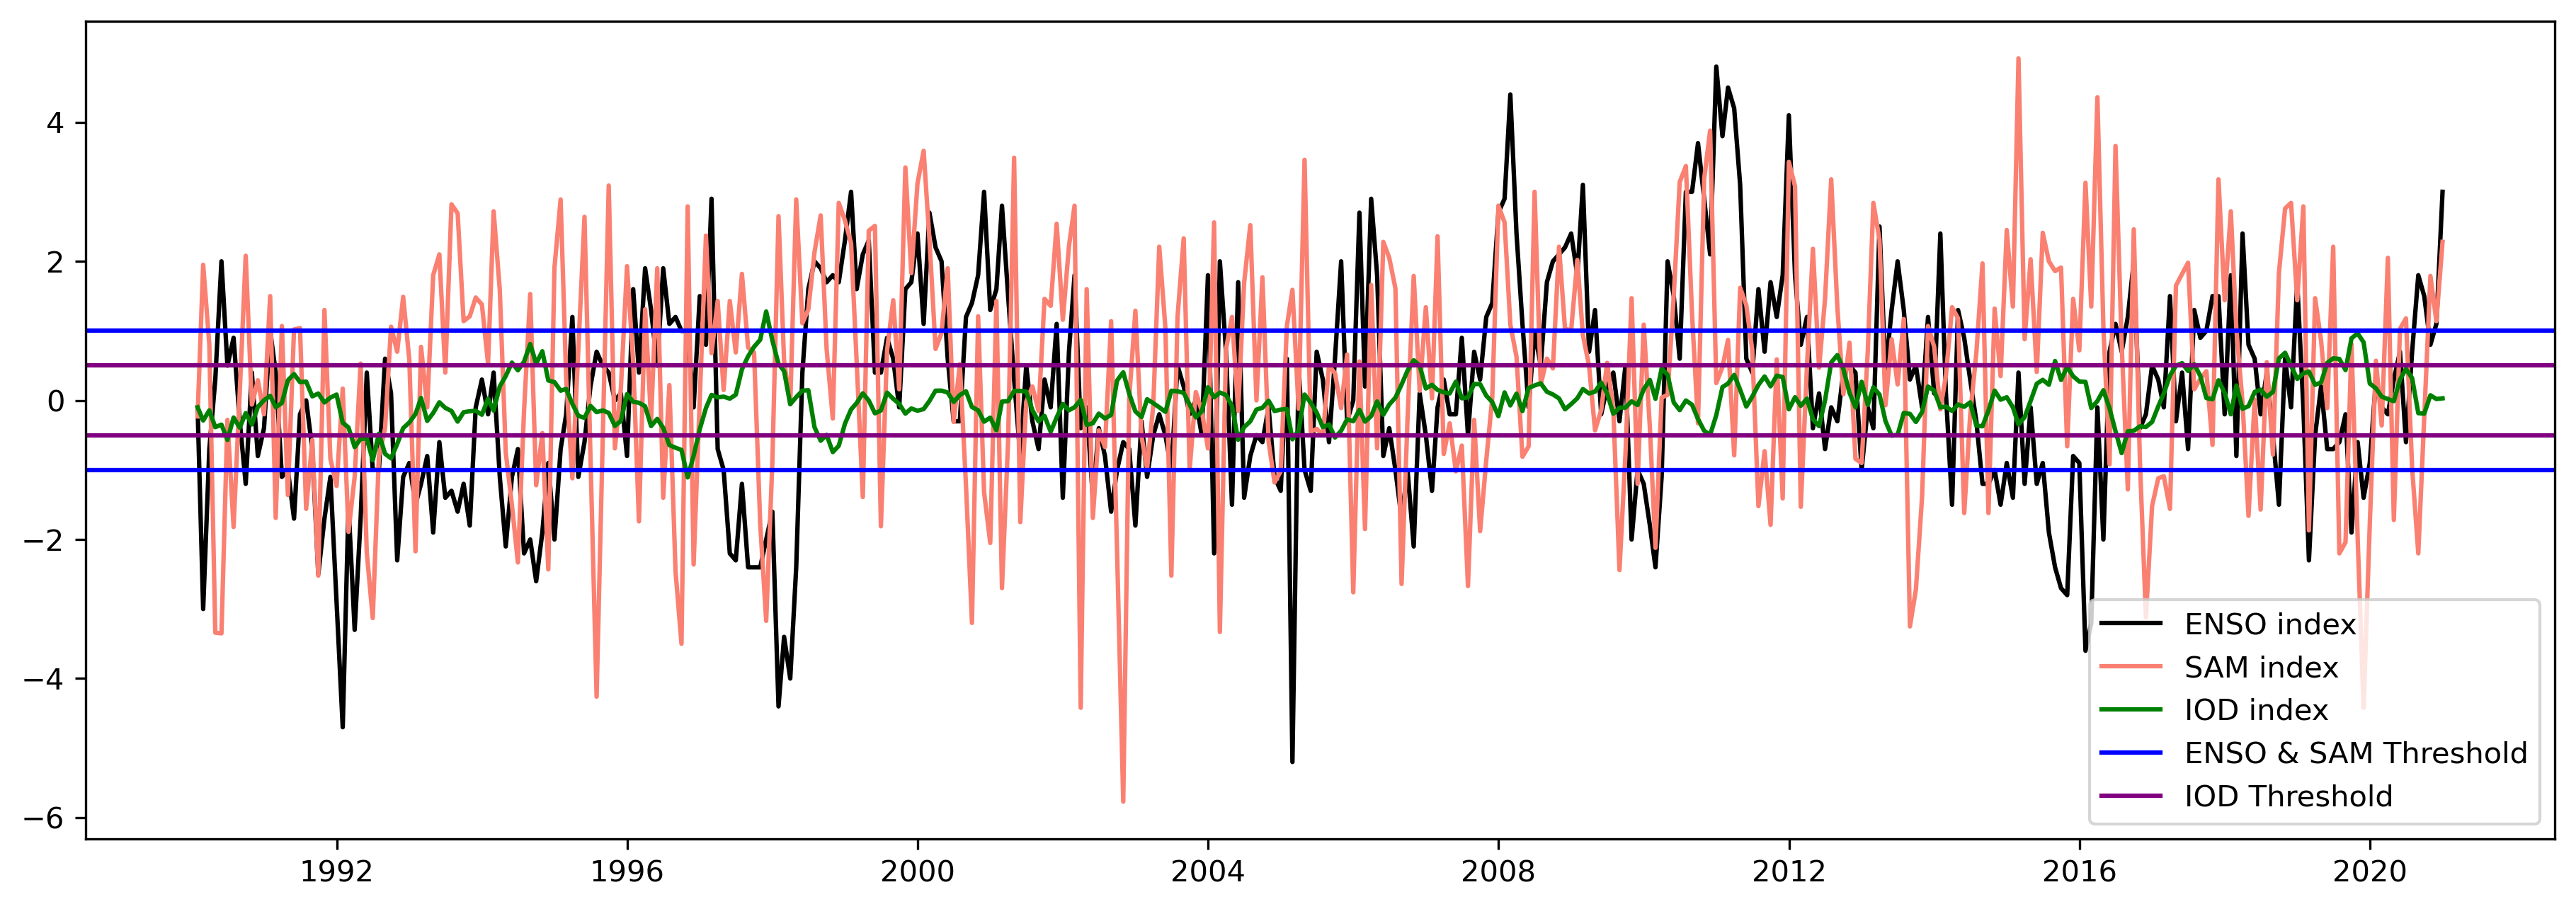 4
2
0
−2
−4
−6
1992 1996 2000 2004 2008 2012 2016 2020
ENSO index
SAM index
IOD index
ENSO & SAM Threshold
IOD Threshold